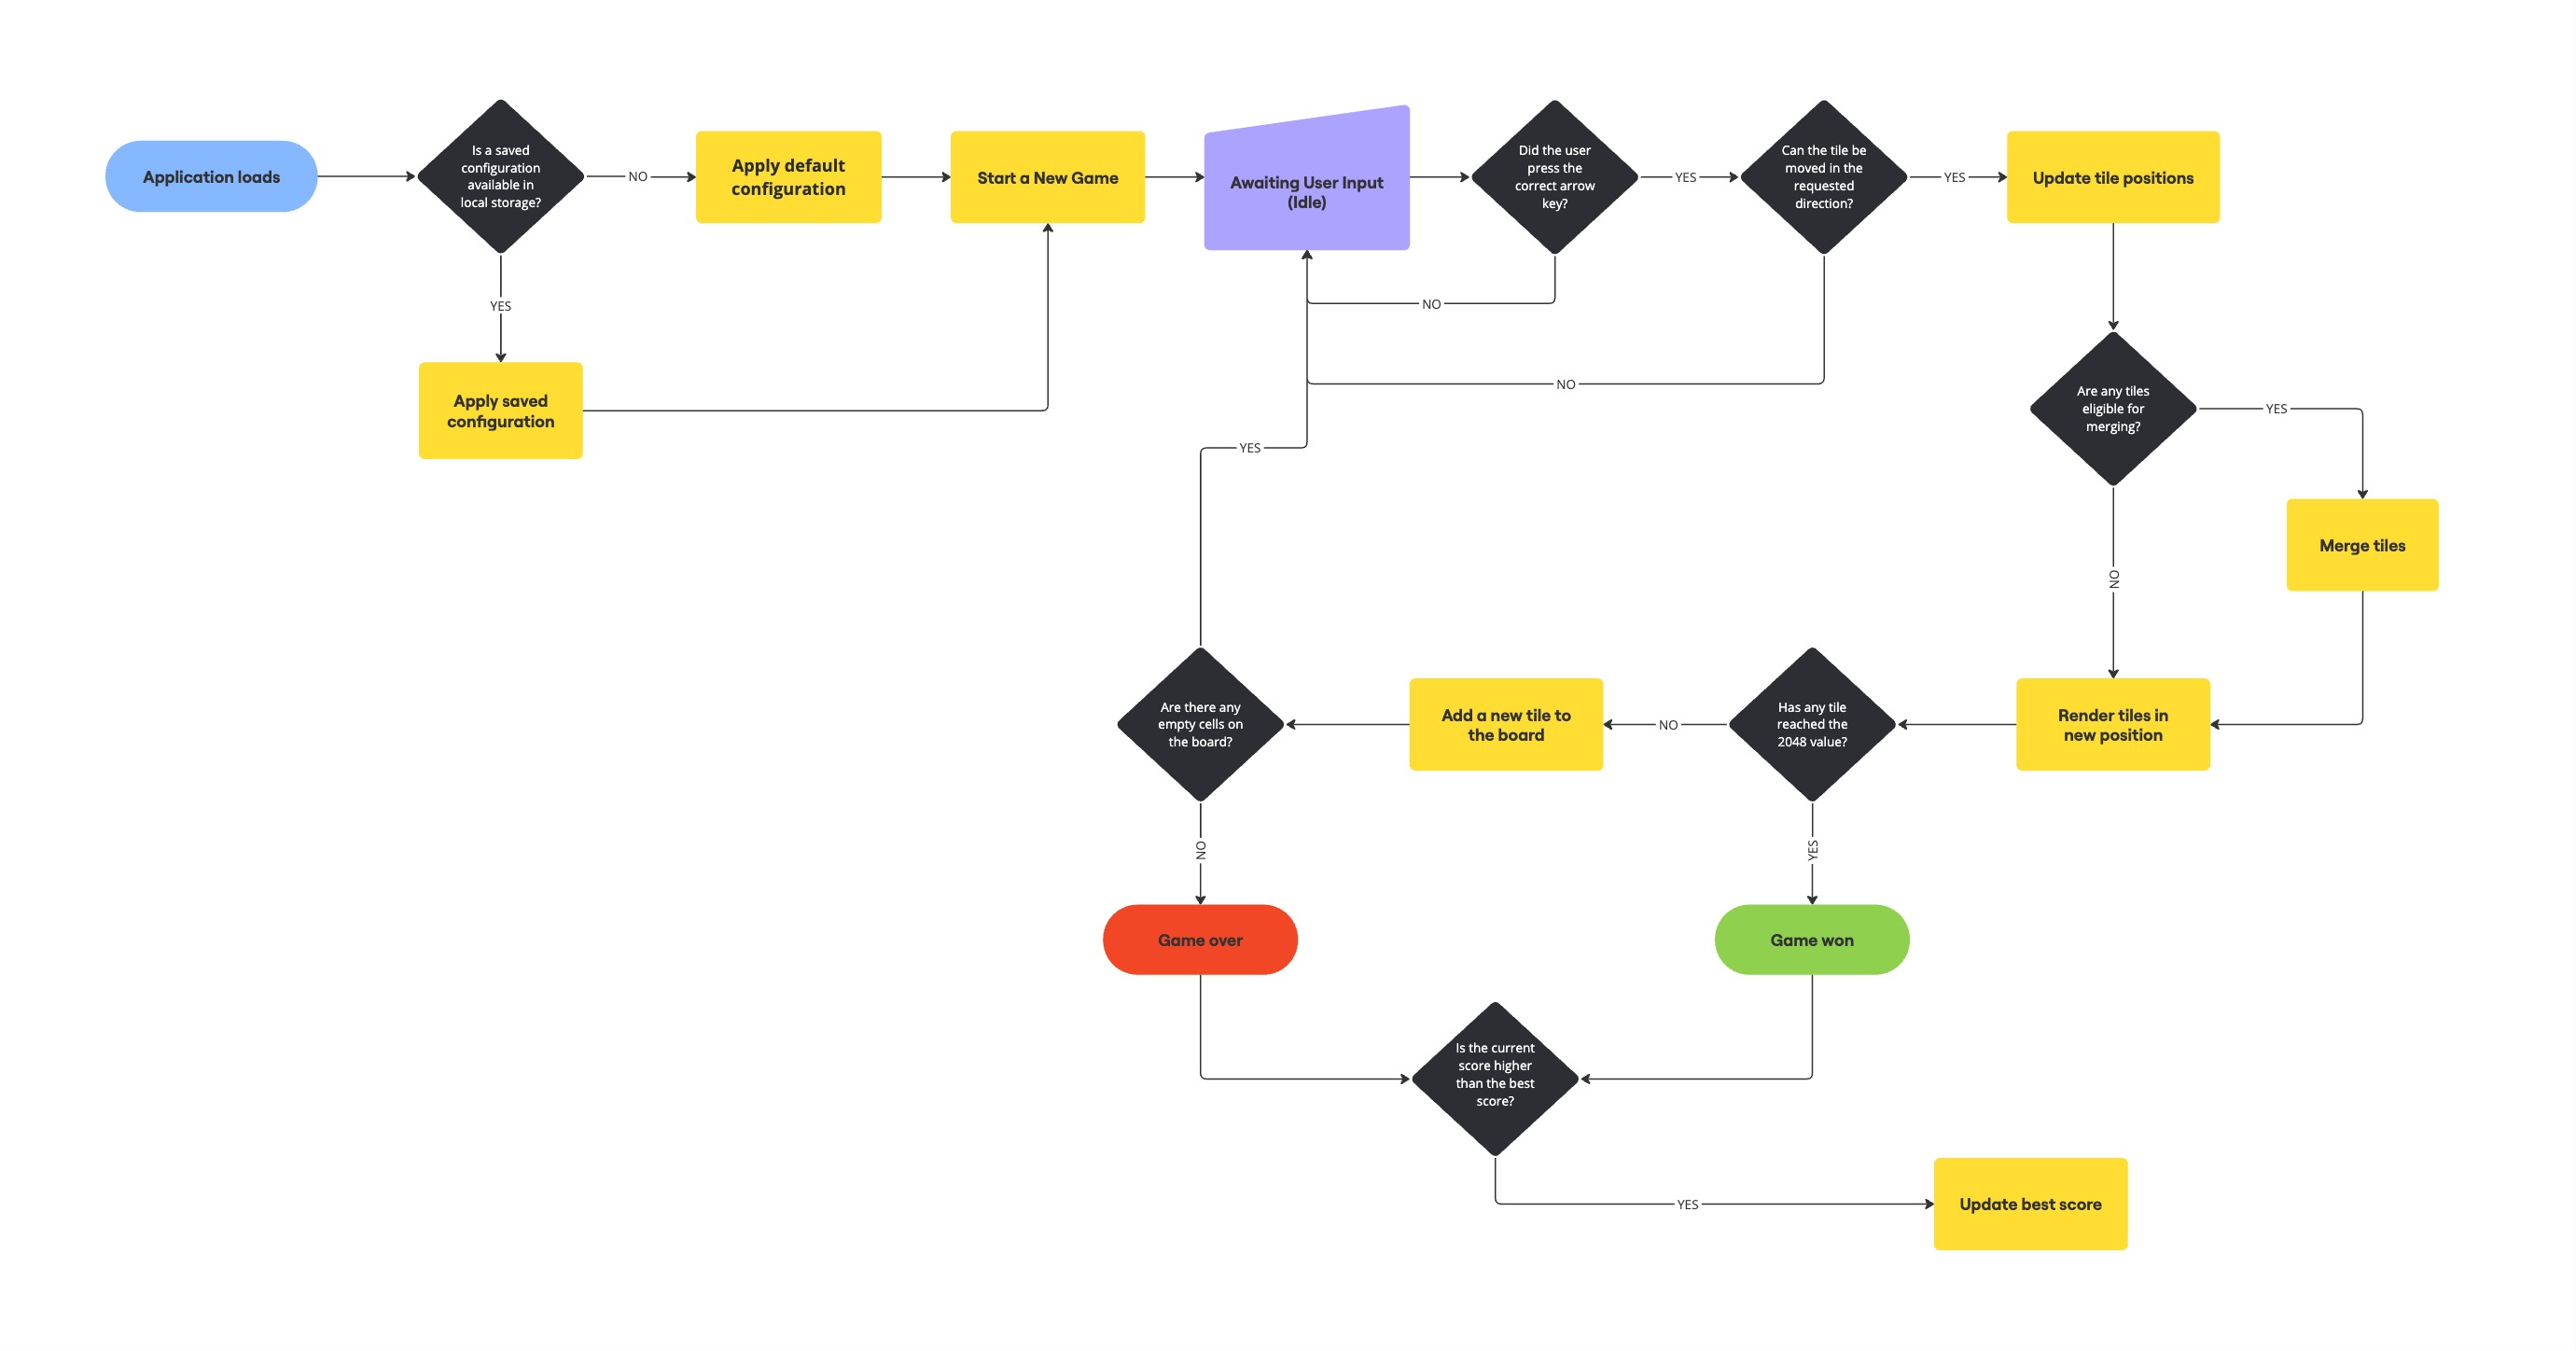 Application loads
Is a saved
configuration
available in
local storage?
NO
Apply default
configuration
Start a New Game
Awaiting User Input
(Idle)
Did the user
press the
correct arrow
key?
YES
Can the tile be
moved in the
requested
direction?
YES
Update tile positions
YES
NO
NO
Apply saved
configuration
YES
Are any tiles
eligible for
merging?
YES
Merge tiles
NO
Are there any
empty cells on
the board?
Add a new tile to
the board
NO
Has any tile
reached the
2048 value?
Render tiles in
new position
NO
YES
Game over
Game won
Is the current
score higher
than the best
score?
YES
Update best score